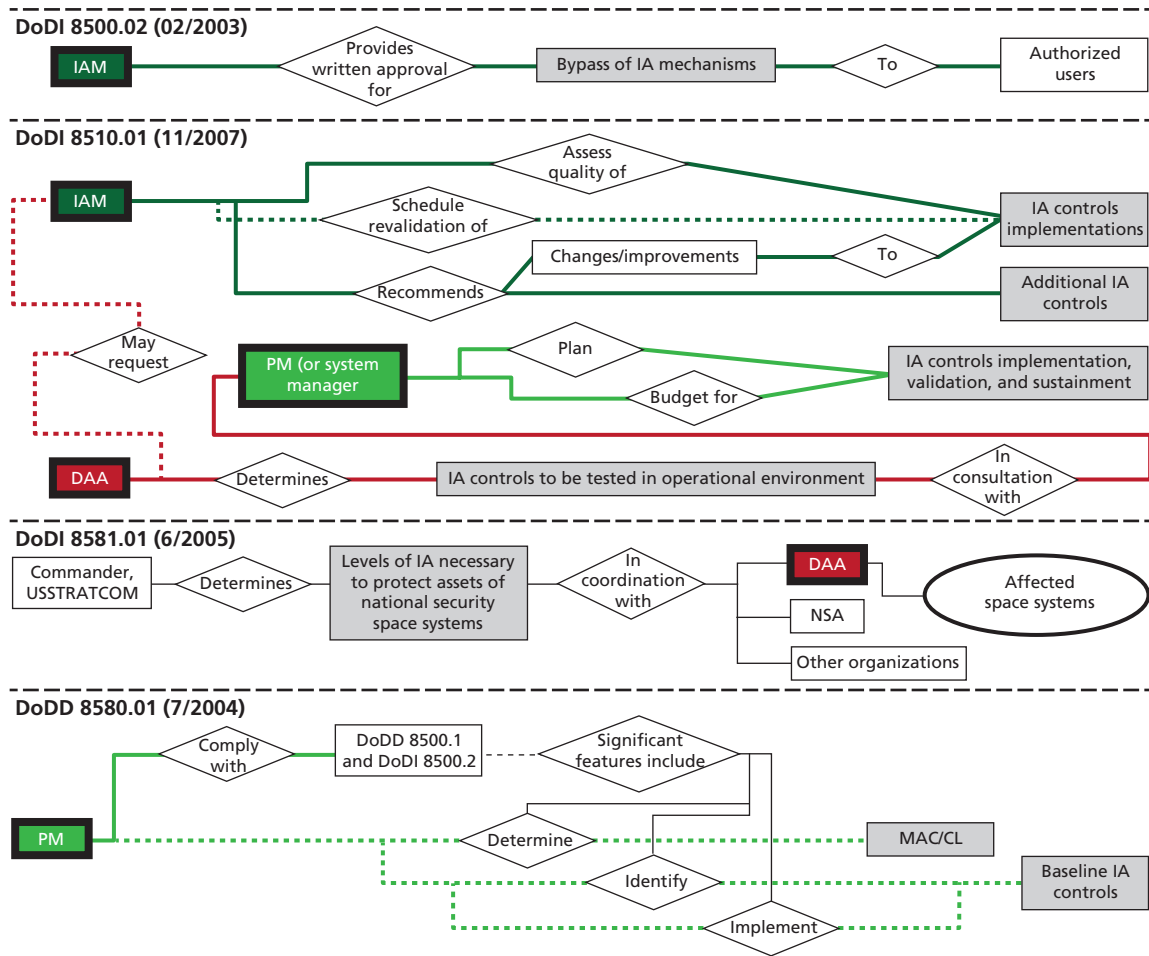 DoDI 8500.02 (02/2003)
IAM
Provides
written approval
for
Bypass of IA mechanisms
To
Authorized
users
DoDI 8510.01 (11/2007)
IAM
Assess
quality of
Schedule
revalidation of
IA controls
implementations
Changes/improvements
To
Recommends
Additional IA
controls
May
request
PM (or system
manager
Plan
Budget for
IA controls implementation,
validation, and sustainment
DAA
Determines
IA controls to be tested in operational environment
In
consultation
with
DoDI 8581.01 (6/2005)
Commander,
USSTRATCOM
Determines
Levels of IA necessary
to protect assets of
national security
space systems
In
coordination
with
DAA
NSA
Other organizations
Affected
space systems
DoDD 8580.01 (7/2004)
Comply
with
DoDD 8500.1
and DoDI 8500.2
Significant
features include
PM
Determine
MAC/CL
Identify
Baseline IA
controls
Implement